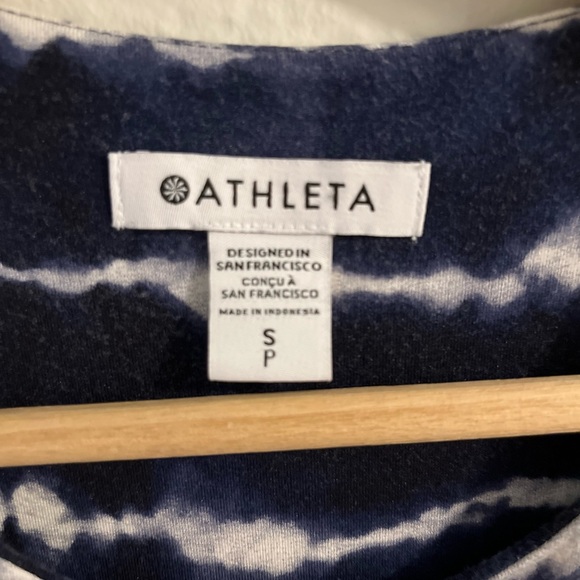 ATHLETA
DESIGNED IN
SAN FRANCISCO
CONÇU À
SAN FRANCISCO
MADE IN INDONESIA
S
P